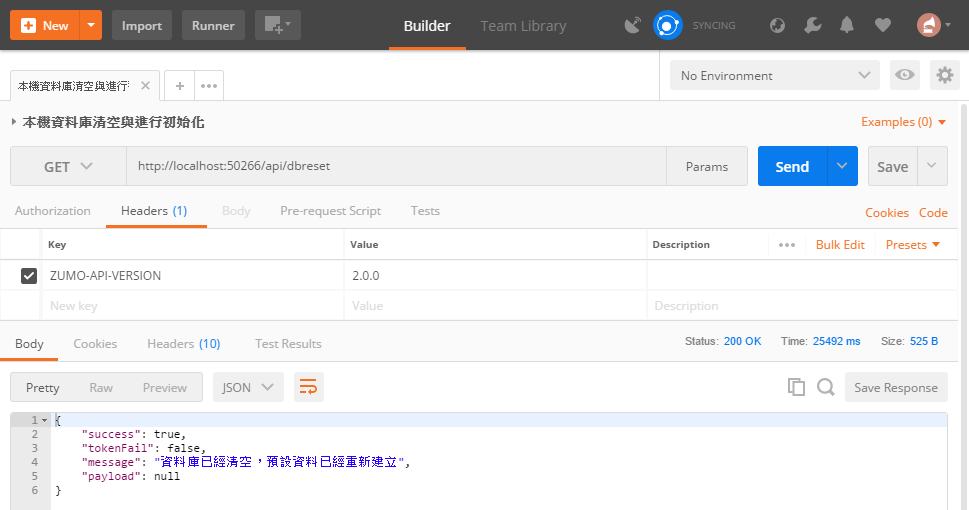 New Import Runner Builder Team Library SYNCING
本機資料庫清空與進行 No Environment
本機資料庫清空與進行初始化 Examples (0)
GET http://localhost:50266/api/dbreset Params Send Save
Authorization Headers (1) Body Pre-request Script Tests Cookies Code
Key Value Description Bulk Edit Presets
ZUMO-API-VERSION 2.0.0
New key Value Description
Body Cookies Headers (10) Test Results Status: 200 OK Time: 25492 ms Size: 525 B
Pretty Raw Preview JSON Save Response
1 {
2 "success": true,
3 "tokenFail": false,
4 "message": "資料庫已經清空，預設資料已經重新建立",
5 "payload": null
6 }